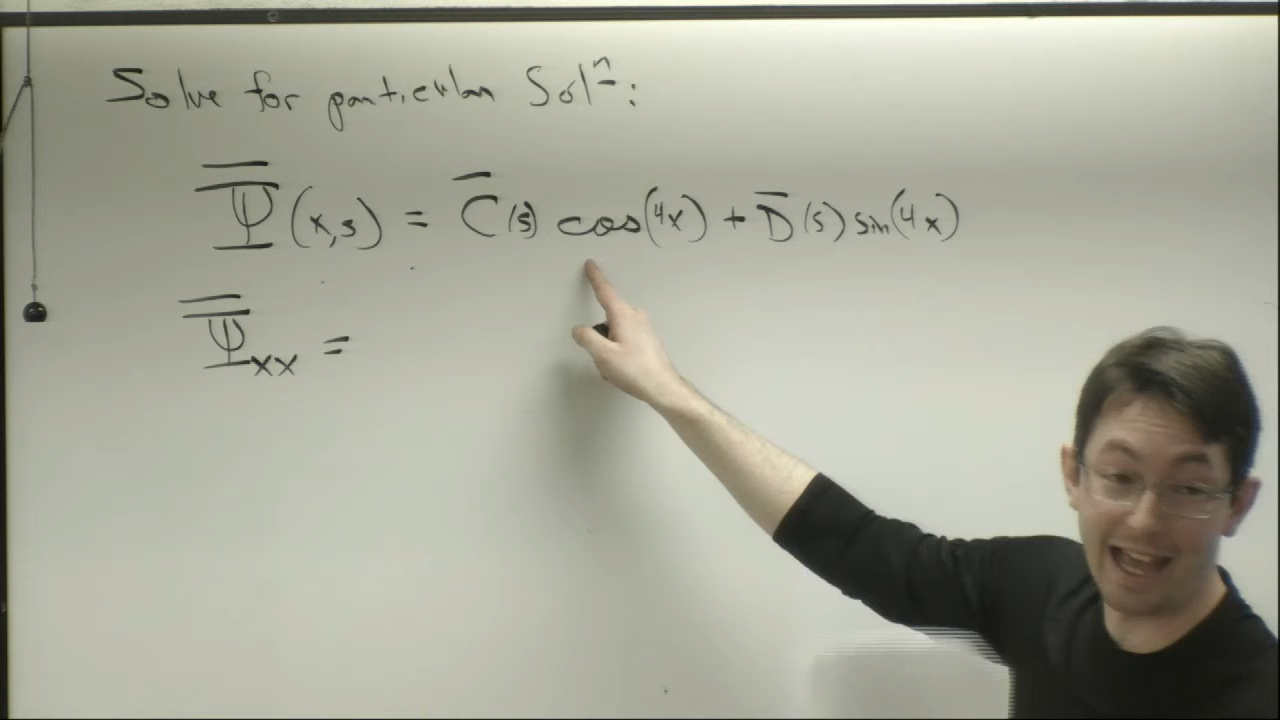 Solve for particular Solⁿ:
Ψ̄(x,s) = C̄(s) cos(4x) + D̄(s) sin(4x)
Ψ̄xx =